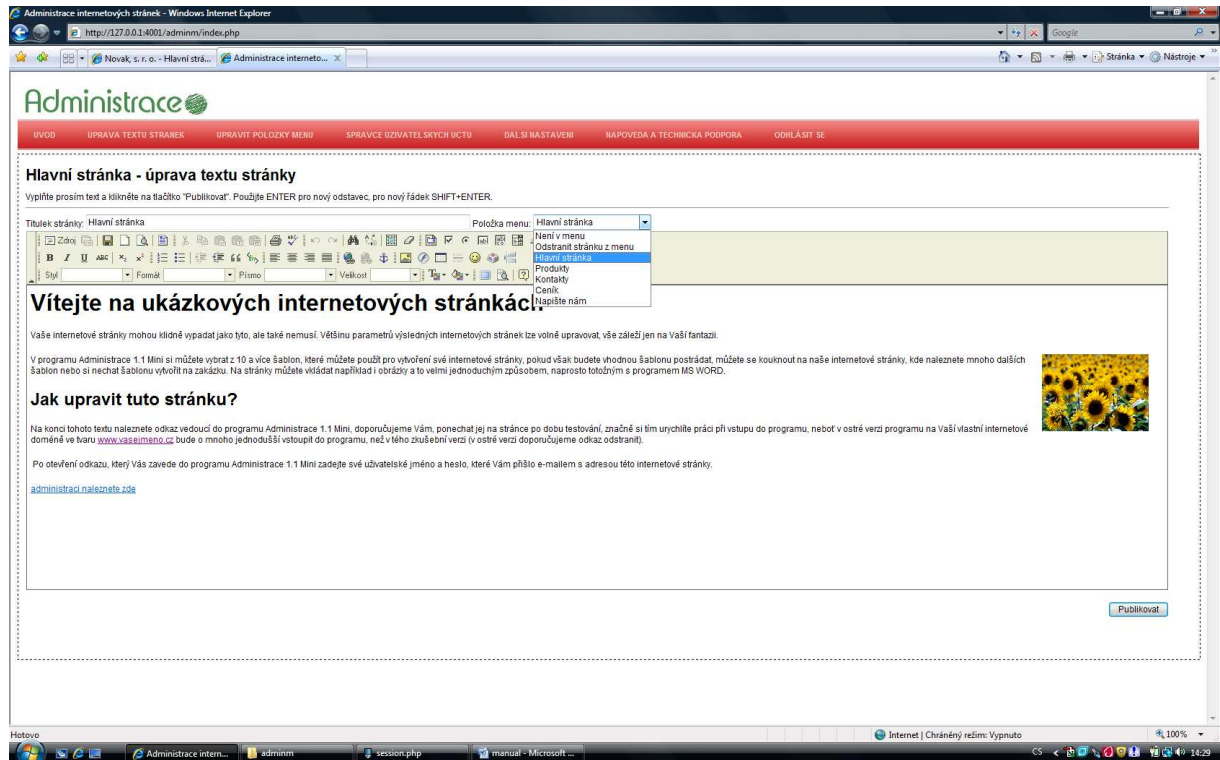 Administrace internetových stránek - Windows Internet Explorer
http://127.0.0.1:4001/adminm/index.php
Google
Novak, s. r. o. - Hlavní strá...
Administrace interneto...
X
Stránka
Nástroje
Administrace
UVOD
UPRAVA TEXTU STRANEK
UPRAVIT POLOZKY MENU
SPRAVCE UZIVATELSKYCH UCTU
DALSI NASTAVENI
NAPOVEDA A TECHNICKA PODPORA
ODHLÁSIT SE
Hlavní stránka - úprava textu stránky
Vyplňte prosím text a klikněte na tlačítko "Publikovat". Použijte ENTER pro nový odstavec, pro nový řádek SHIFT+ENTER.
Titulek stránky: Hlavní stránka
Položka menu: Hlavní stránka
Není v menu
Odstranit stránku z menu
Hlavní stránka
Produkty
Kontakty
Ceník
Napište nám
Zdroj
B I U ABC x₂ x²
Styl
Formát
Písmo
Velikost
Vítejte na ukázkových internetových stránkách
Vaše internetové stránky mohou klidně vypadat jako tyto, ale také nemusí. Většinu parametrů výsledných internetových stránek lze volně upravovat, vše záleží jen na Vaší fantazii.
V programu Administrace 1.1 Mini si můžete vybrat z 10 a více šablon, které můžete použít pro vytvoření své internetové stránky, pokud však budete vhodnou šablonu postrádat, můžete se kouknout na naše internetové stránky, kde naleznete mnoho dalších
šablon nebo si nechat šablonu vytvořit na zakázku. Na stránky můžete vkládat například i obrázky a to velmi jednoduchým způsobem, naprosto totožným s programem MS WORD.
Jak upravit tuto stránku?
Na konci tohoto textu naleznete odkaz vedoucí do programu Administrace 1.1 Mini, doporučujeme Vám, ponechat jej na stránce po dobu testování, značně si tím urychlíte práci při vstupu do programu, neboť v ostré verzi programu na Vaší vlastní internetové
doméně ve tvaru www.vasejmeno.cz bude o mnoho jednodušší vstoupit do programu, než v této zkušební verzi (v ostré verzi doporučujeme odkaz odstranit).
Po otevření odkazu, který Vás zavede do programu Administrace 1.1 Mini zadejte své uživatelské jméno a heslo, které Vám přišlo e-mailem s adresou této internetové stránky.
administraci naleznete zde
Publikovat
Hotovo
Internet | Chráněný režim: Vypnuto
100%
Administrace intern...
adminm
session.php
manual - Microsoft ...
CS
14:29